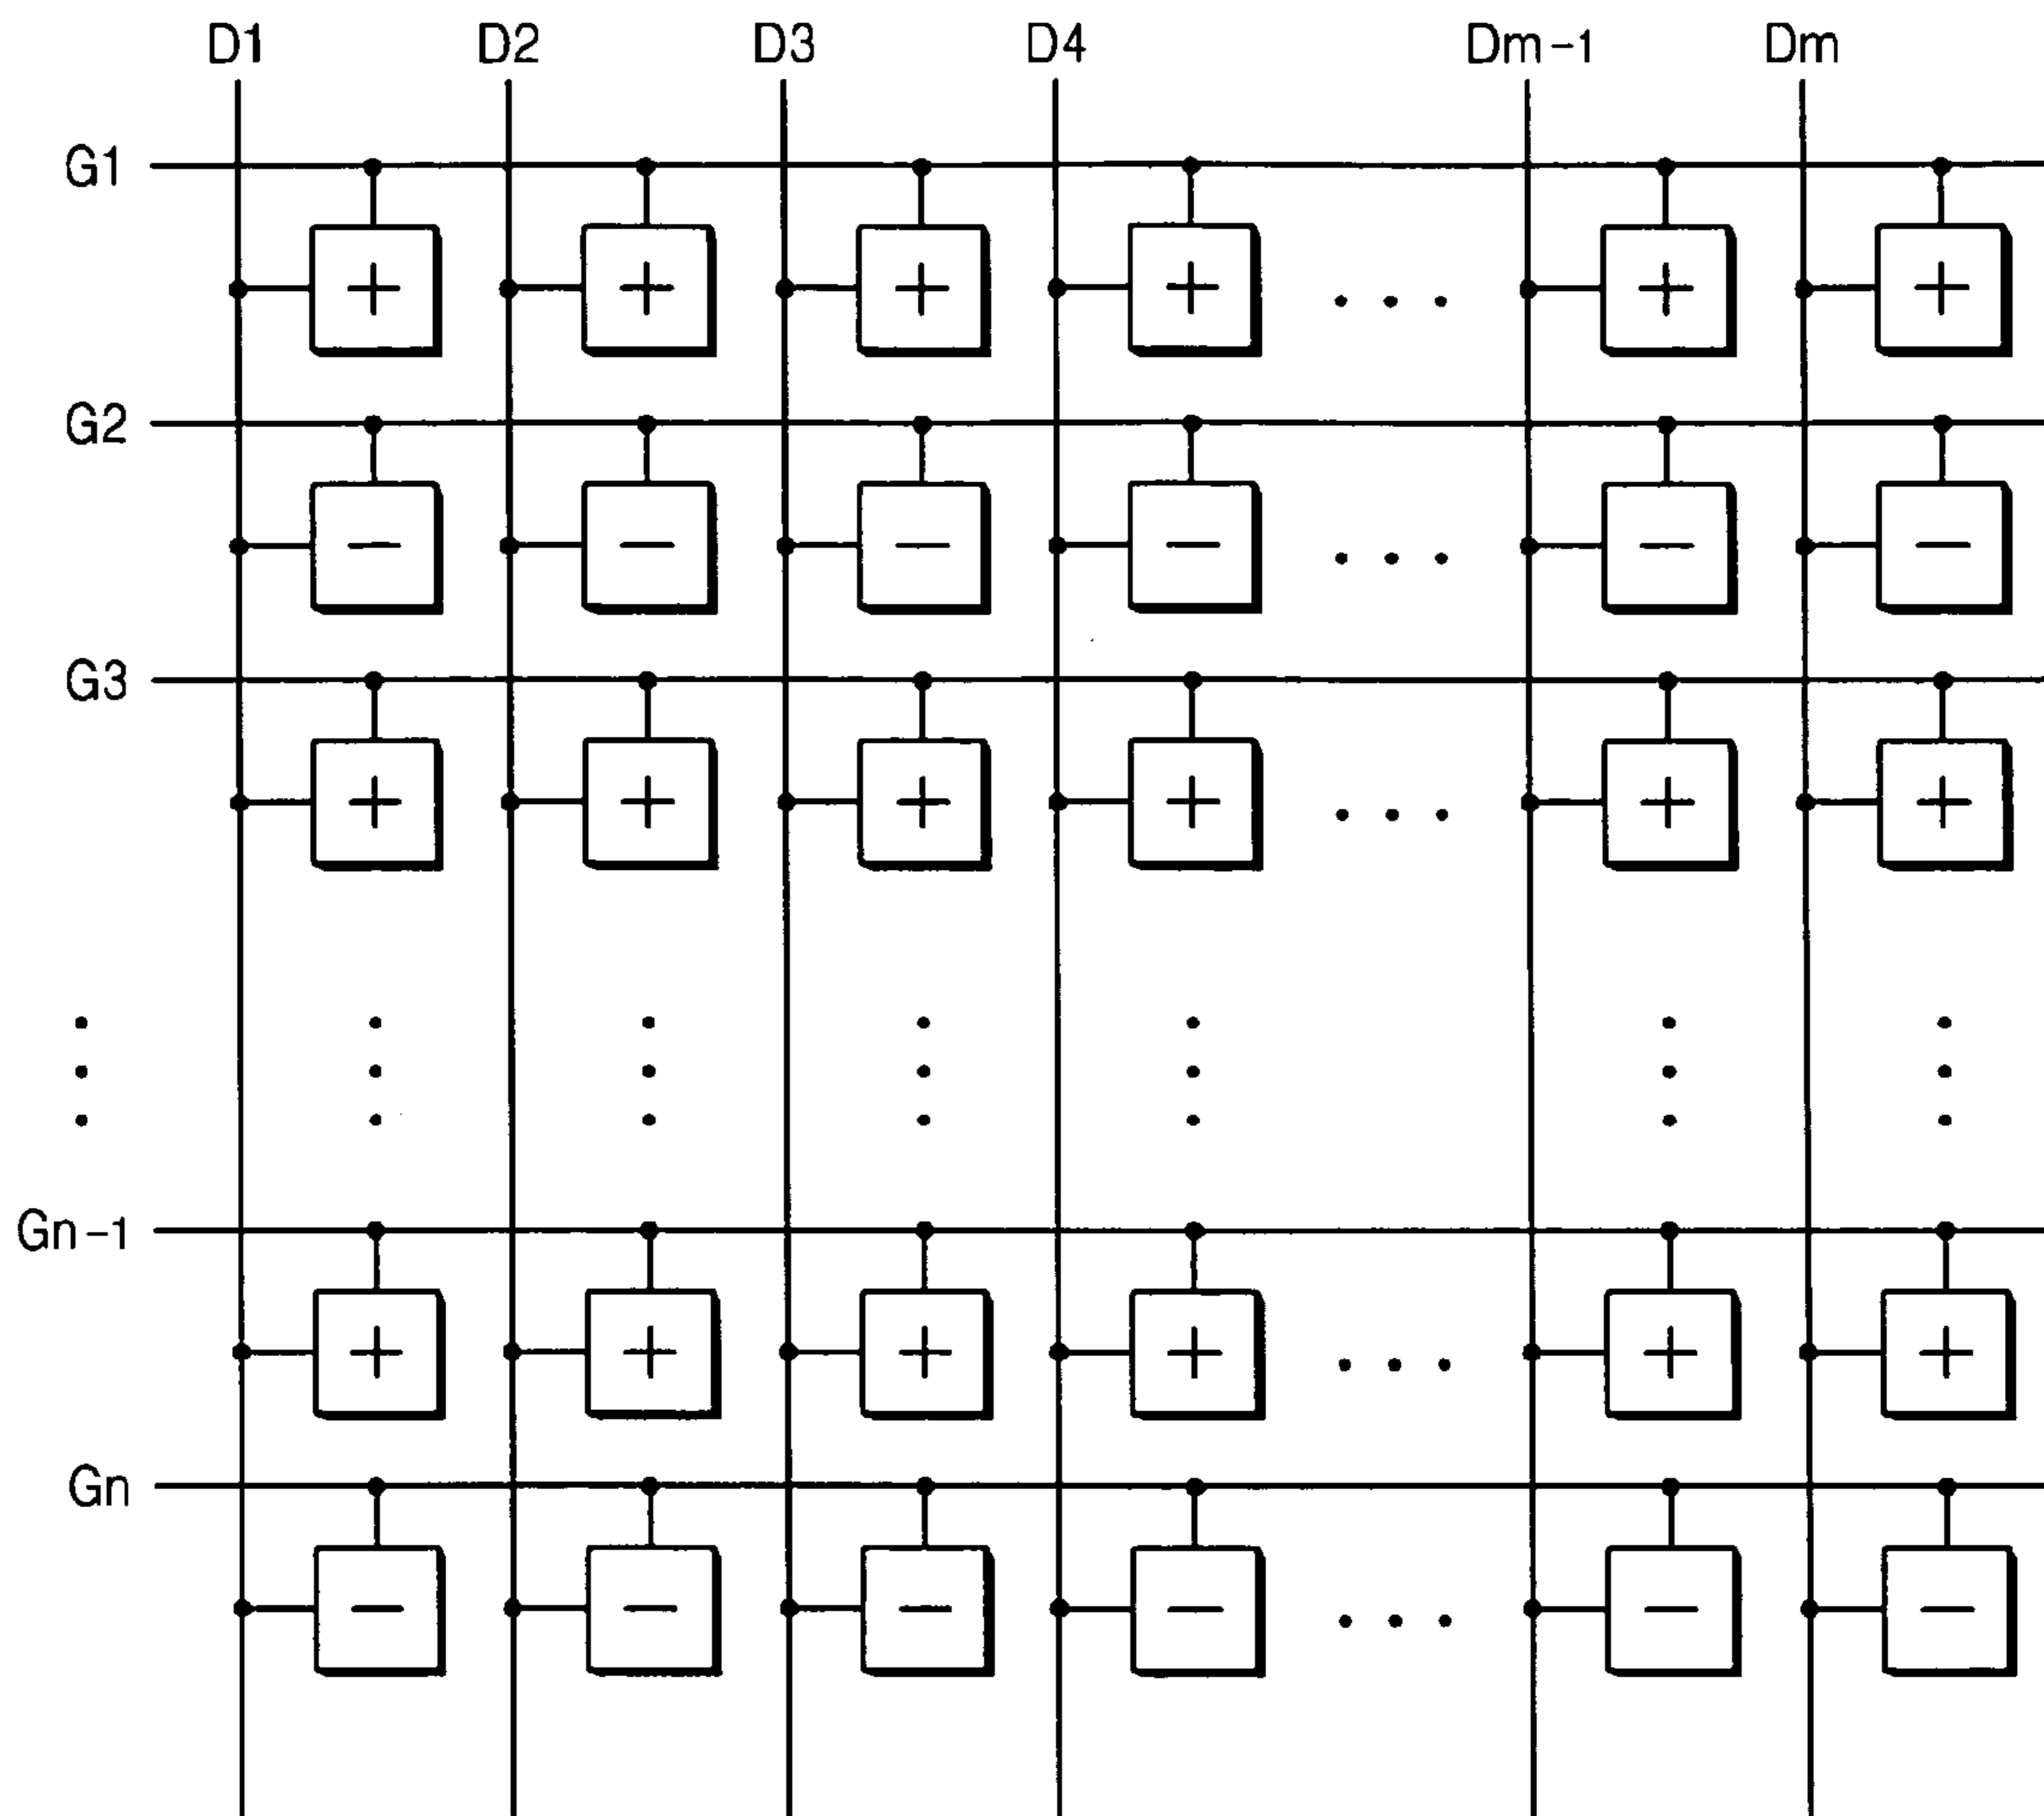 D1 D2 D3 D4 Dm-1 Dm
G1
+ + + + . . . + +
G2
− − − − . . . − −
G3
+ + + + . . . + +
Gn-1
+ + + + . . . + +
Gn
− − − − . . . − −